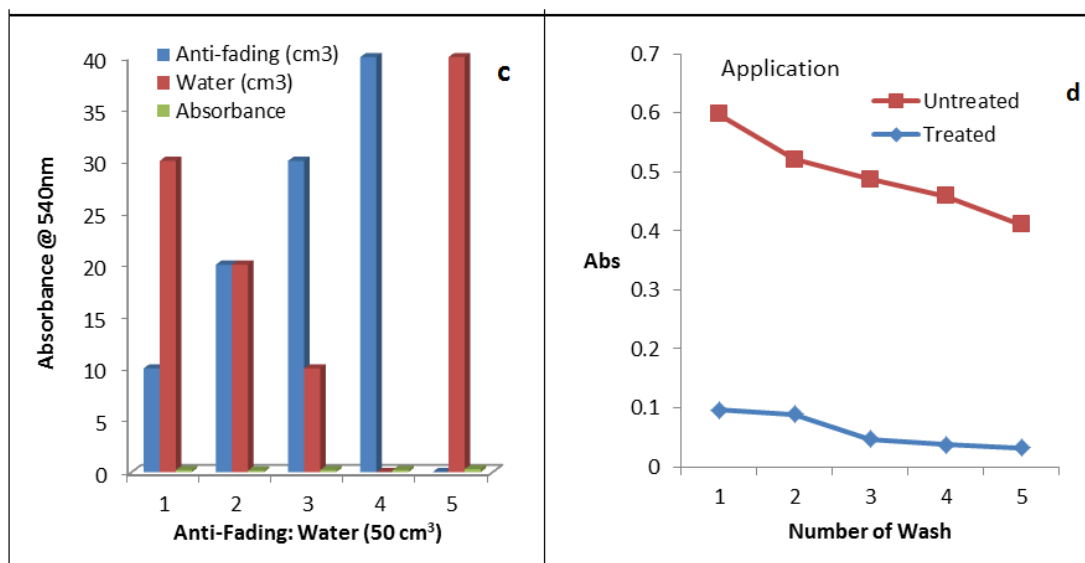 c
Anti-fading (cm3)
Water (cm3)
Absorbance
Absorbance @ 540nm
40
35
30
25
20
15
10
5
0
1 2 3 4 5
Anti-Fading: Water (50 cm³)
d
Application
Untreated
Treated
Abs
0.7
0.6
0.5
0.4
0.3
0.2
0.1
0
1 2 3 4 5
Number of Wash